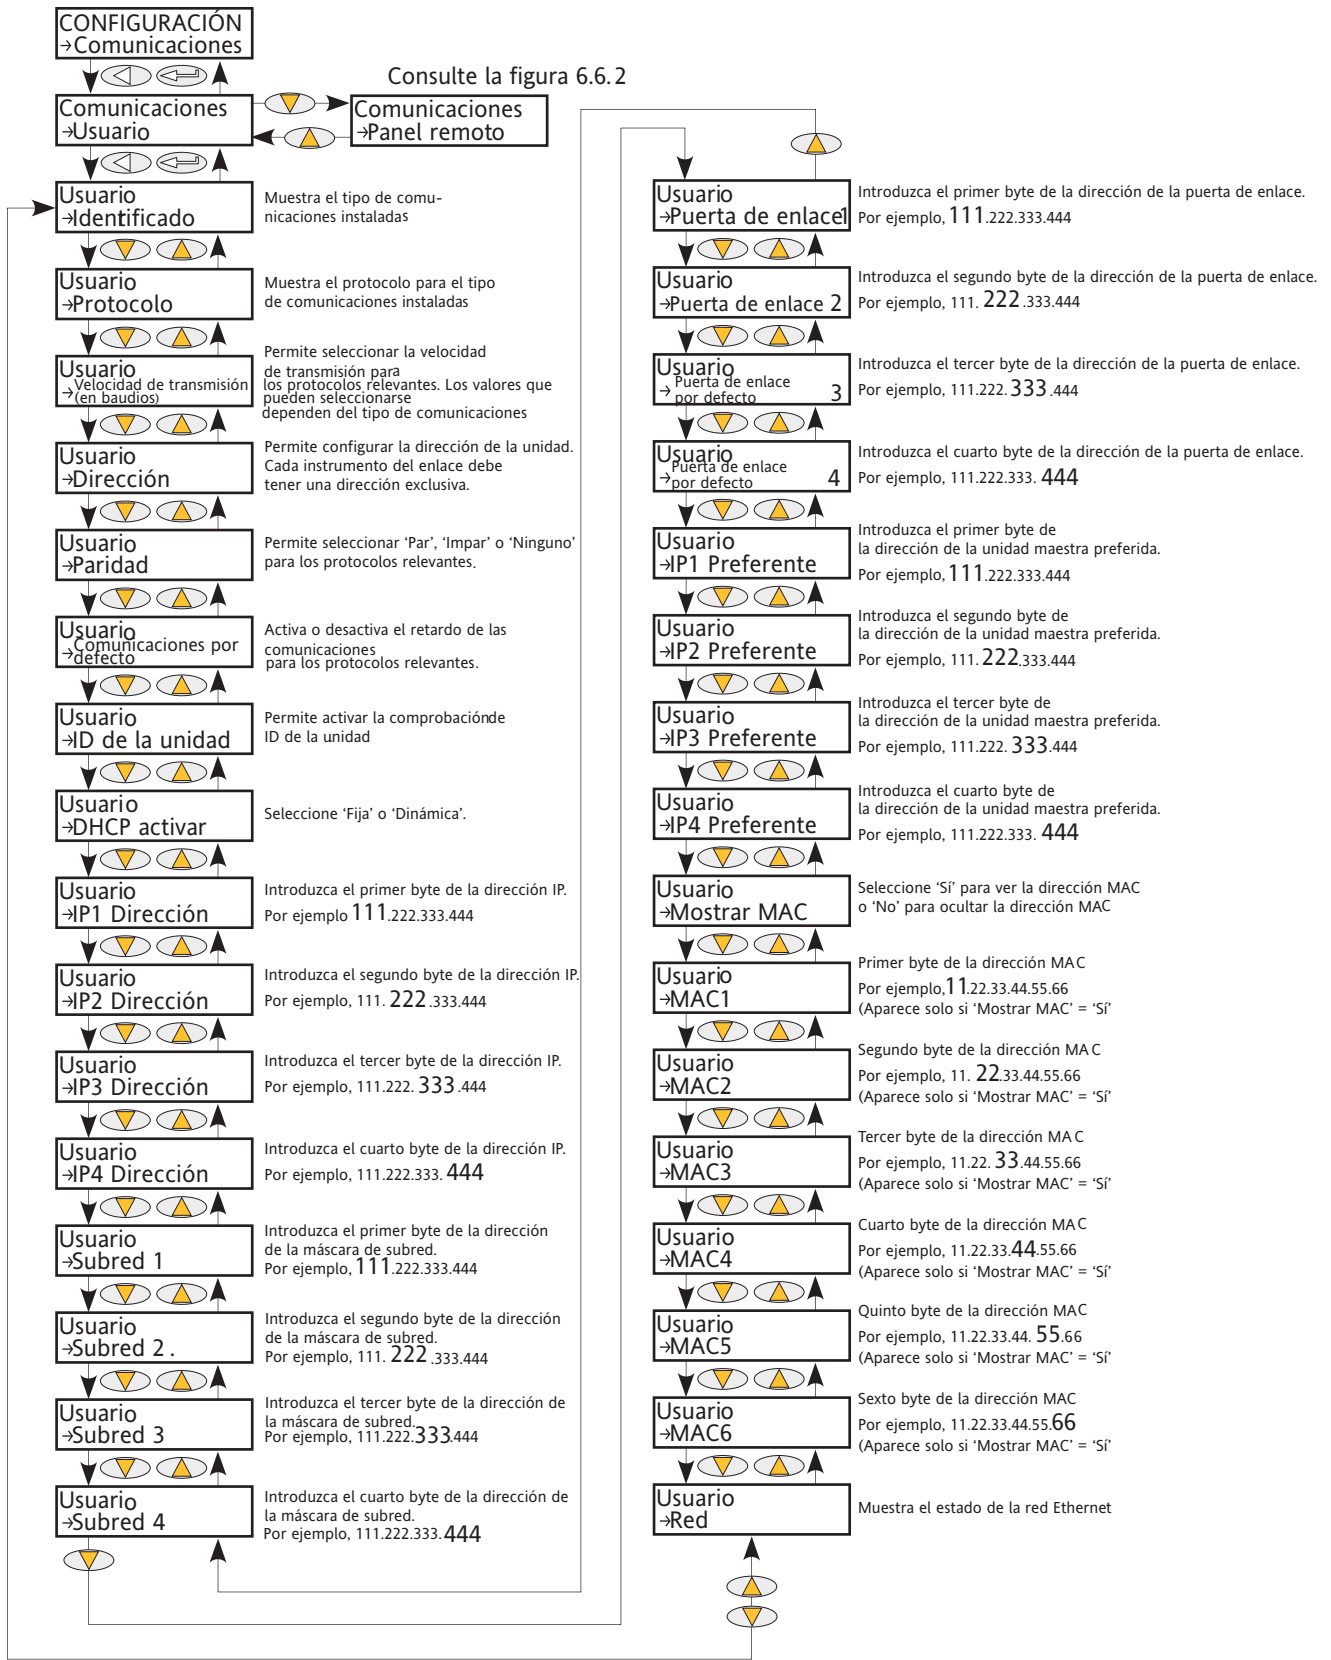 CONFIGURACIÓN
→Comunicaciones
Consulte la figura 6.6.2
Comunicaciones
→Usuario
Comunicaciones
→Panel remoto
Usuario
→Identificado
Muestra el tipo de comu-
nicaciones instaladas
Usuario
→Protocolo
Muestra el protocolo para el tipo
de comunicaciones instaladas
Usuario
→Velocidad de transmisión
(en baudios)
Permite seleccionar la velocidad
de transmisión para
los protocolos relevantes. Los valores que
pueden seleccionarse
dependen del tipo de comunicaciones
Usuario
→Dirección
Permite configurar la dirección de la unidad.
Cada instrumento del enlace debe
tener una dirección exclusiva.
Usuario
→Paridad
Permite seleccionar ‘Par’, ‘Impar’ o ‘Ninguno’
para los protocolos relevantes.
Usuario
→Comunicaciones por
defecto
Activa o desactiva el retardo de las
comunicaciones
para los protocolos relevantes.
Usuario
→ID de la unidad
Permite activar la comprobaciónde
ID de la unidad
Usuario
→DHCP activar
Seleccione ‘Fija’ o ‘Dinámica’.
Usuario
→IP1 Dirección
Introduzca el primer byte de la dirección IP.
Por ejemplo 111.222.333.444
Usuario
→IP2 Dirección
Introduzca el segundo byte de la dirección IP.
Por ejemplo, 111. 222.333.444
Usuario
→IP3 Dirección
Introduzca el tercer byte de la dirección IP.
Por ejemplo, 111.222. 333.444
Usuario
→IP4 Dirección
Introduzca el cuarto byte de la dirección IP.
Por ejemplo, 111.222.333. 444
Usuario
→Subred 1
Introduzca el primer byte de la dirección
de la máscara de subred.
Por ejemplo, 111.222.333.444
Usuario
→Subred 2 .
Introduzca el segundo byte de la dirección
de la máscara de subred.
Por ejemplo, 111. 222.333.444
Usuario
→Subred 3
Introduzca el tercer byte de la dirección de
la máscara de subred.
Por ejemplo, 111.222.333.444
Usuario
→Subred 4
Introduzca el cuarto byte de la dirección de
la máscara de subred.
Por ejemplo, 111.222.333.444
Usuario
→Puerta de enlace1
Introduzca el primer byte de la dirección de la puerta de enlace.
Por ejemplo, 111.222.333.444
Usuario
→Puerta de enlace 2
Introduzca el segundo byte de la dirección de la puerta de enlace.
Por ejemplo, 111. 222.333.444
Usuario
→Puerta de enlace
por defecto 3
Introduzca el tercer byte de la dirección de la puerta de enlace.
Por ejemplo, 111.222. 333.444
Usuario
→Puerta de enlace
por defecto 4
Introduzca el cuarto byte de la dirección de la puerta de enlace.
Por ejemplo, 111.222.333. 444
Usuario
→IP1 Preferente
Introduzca el primer byte de
la dirección de la unidad maestra preferida.
Por ejemplo, 111.222.333.444
Usuario
→IP2 Preferente
Introduzca el segundo byte de
la dirección de la unidad maestra preferida.
Por ejemplo, 111. 222.333.444
Usuario
→IP3 Preferente
Introduzca el tercer byte de
la dirección de la unidad maestra preferida.
Por ejemplo, 111.222. 333.444
Usuario
→IP4 Preferente
Introduzca el cuarto byte de
la dirección de la unidad maestra preferida.
Por ejemplo, 111.222.333. 444
Usuario
→Mostrar MAC
Seleccione ‘Sí’ para ver la dirección MAC
o ‘No’ para ocultar la dirección MAC
Usuario
→MAC1
Primer byte de la dirección MAC
Por ejemplo,11.22.33.44.55.66
(Aparece solo si ‘Mostrar MAC’ = ‘Sí’
Usuario
→MAC2
Segundo byte de la dirección MAC
Por ejemplo, 11. 22.33.44.55.66
(Aparece solo si ‘Mostrar MAC’ = ‘Sí’
Usuario
→MAC3
Tercer byte de la dirección MAC
Por ejemplo, 11.22. 33.44.55.66
(Aparece solo si ‘Mostrar MAC’ = ‘Sí’
Usuario
→MAC4
Cuarto byte de la dirección MAC
Por ejemplo, 11.22.33.44.55.66
(Aparece solo si ‘Mostrar MAC’ = ‘Sí’
Usuario
→MAC5
Quinto byte de la dirección MAC
Por ejemplo, 11.22.33.44. 55.66
(Aparece solo si ‘Mostrar MAC’ = ‘Sí’
Usuario
→MAC6
Sexto byte de la dirección MAC
Por ejemplo, 11.22.33.44.55.66
(Aparece solo si ‘Mostrar MAC’ = ‘Sí’
Usuario
→Red
Muestra el estado de la red Ethernet